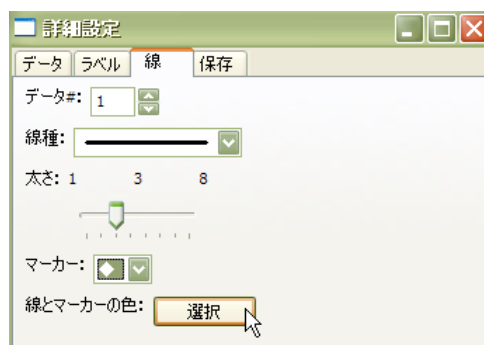 詳細設定
データ ラベル 線 保存
データ#: 1
線種:
太さ: 1 3 8
マーカー:
線とマーカーの色: 選択